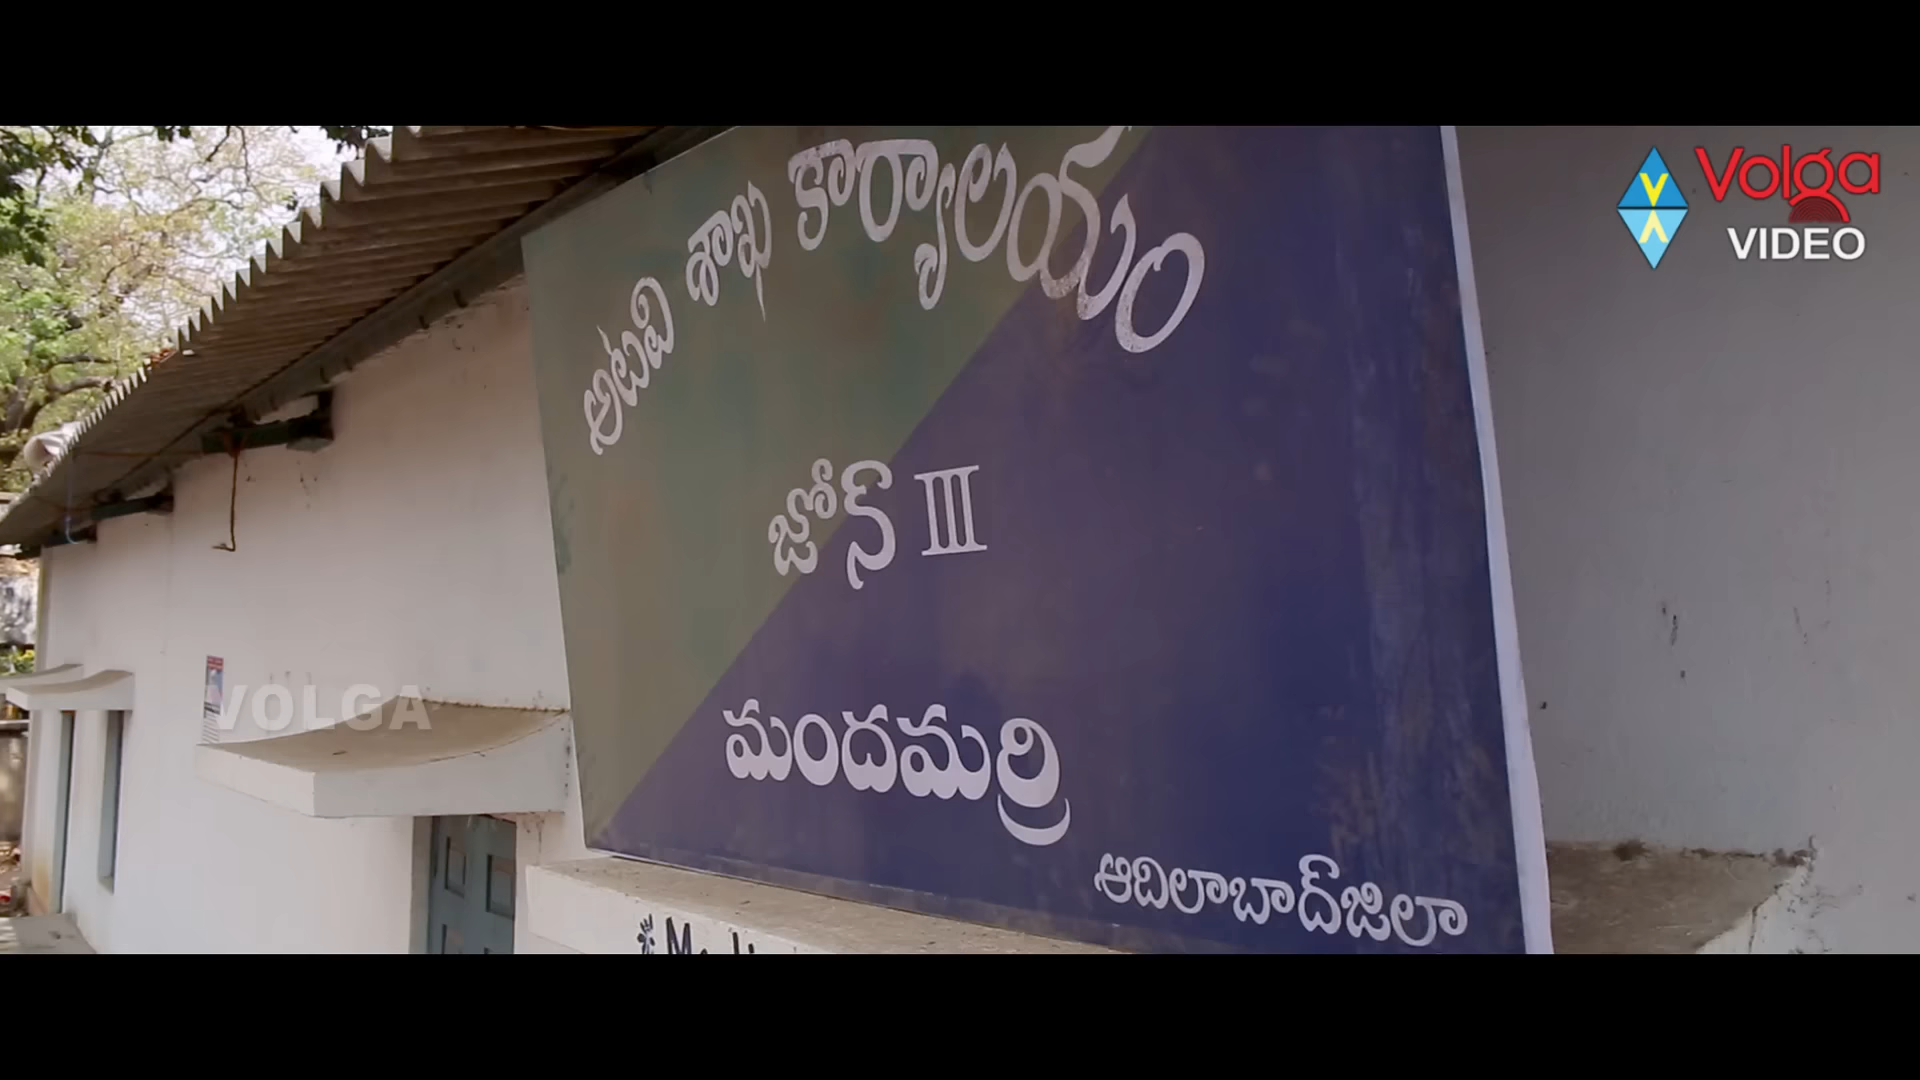 Volga
VIDEO
అటవి శాఖ కార్యాలయం
జోన్ III
మందమర్రి
ఆదిలాబాద్‌జిలా
VOLGA